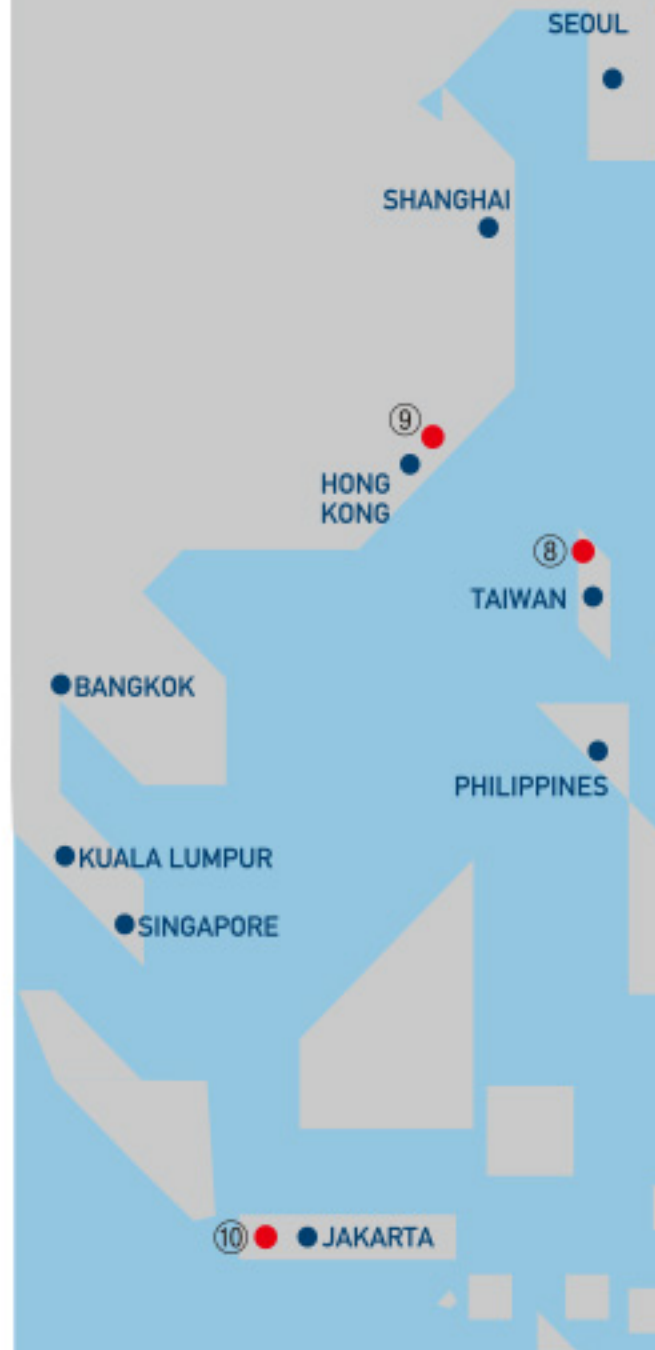 SEOUL
SHANGHAI
⑨
HONG
KONG
⑧
TAIWAN
BANGKOK
PHILIPPINES
KUALA LUMPUR
SINGAPORE
⑩
JAKARTA